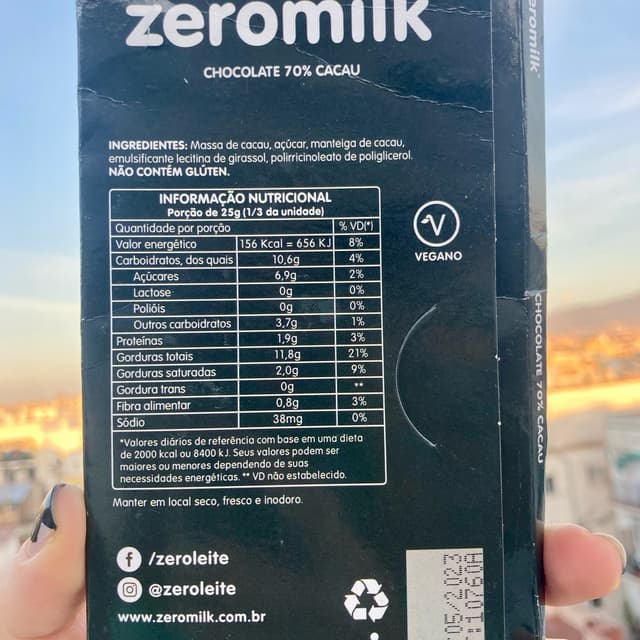 zeromilk
CHOCOLATE 70% CACAU
INGREDIENTES: Massa de cacau, açúcar, manteiga de cacau,
emulsificante lecitina de girassol, polirricinoleato de poliglicerol.
NÃO CONTÉM GLÚTEN.
INFORMAÇÃO NUTRICIONAL
Porção de 25g (1/3 da unidade)
Quantidade por porção % VD(*)
Valor energético 156 Kcal = 656 KJ 8%
Carboidratos, dos quais 10,6g 4%
Açúcares 6,9g 2%
Lactose 0g 0%
Polióis 0g 0%
Outros carboidratos 3,7g 1%
Proteínas 1,9g 3%
Gorduras totais 11,8g 21%
Gorduras saturadas 2,0g 9%
Gordura trans 0g **
Fibra alimentar 0,8g 3%
Sódio 38mg 0%
*Valores diários de referência com base em uma dieta
de 2000 kcal ou 8400 kJ. Seus valores podem ser
maiores ou menores dependendo de suas
necessidades energéticas. ** VD não estabelecido.
Manter em local seco, fresco e inodoro.
V
VEGANO
f /zeroleite
@zeroleite
www.zeromilk.com.br
05/2023
10760A
zeromilk
CHOCOLATE 70% CACAU